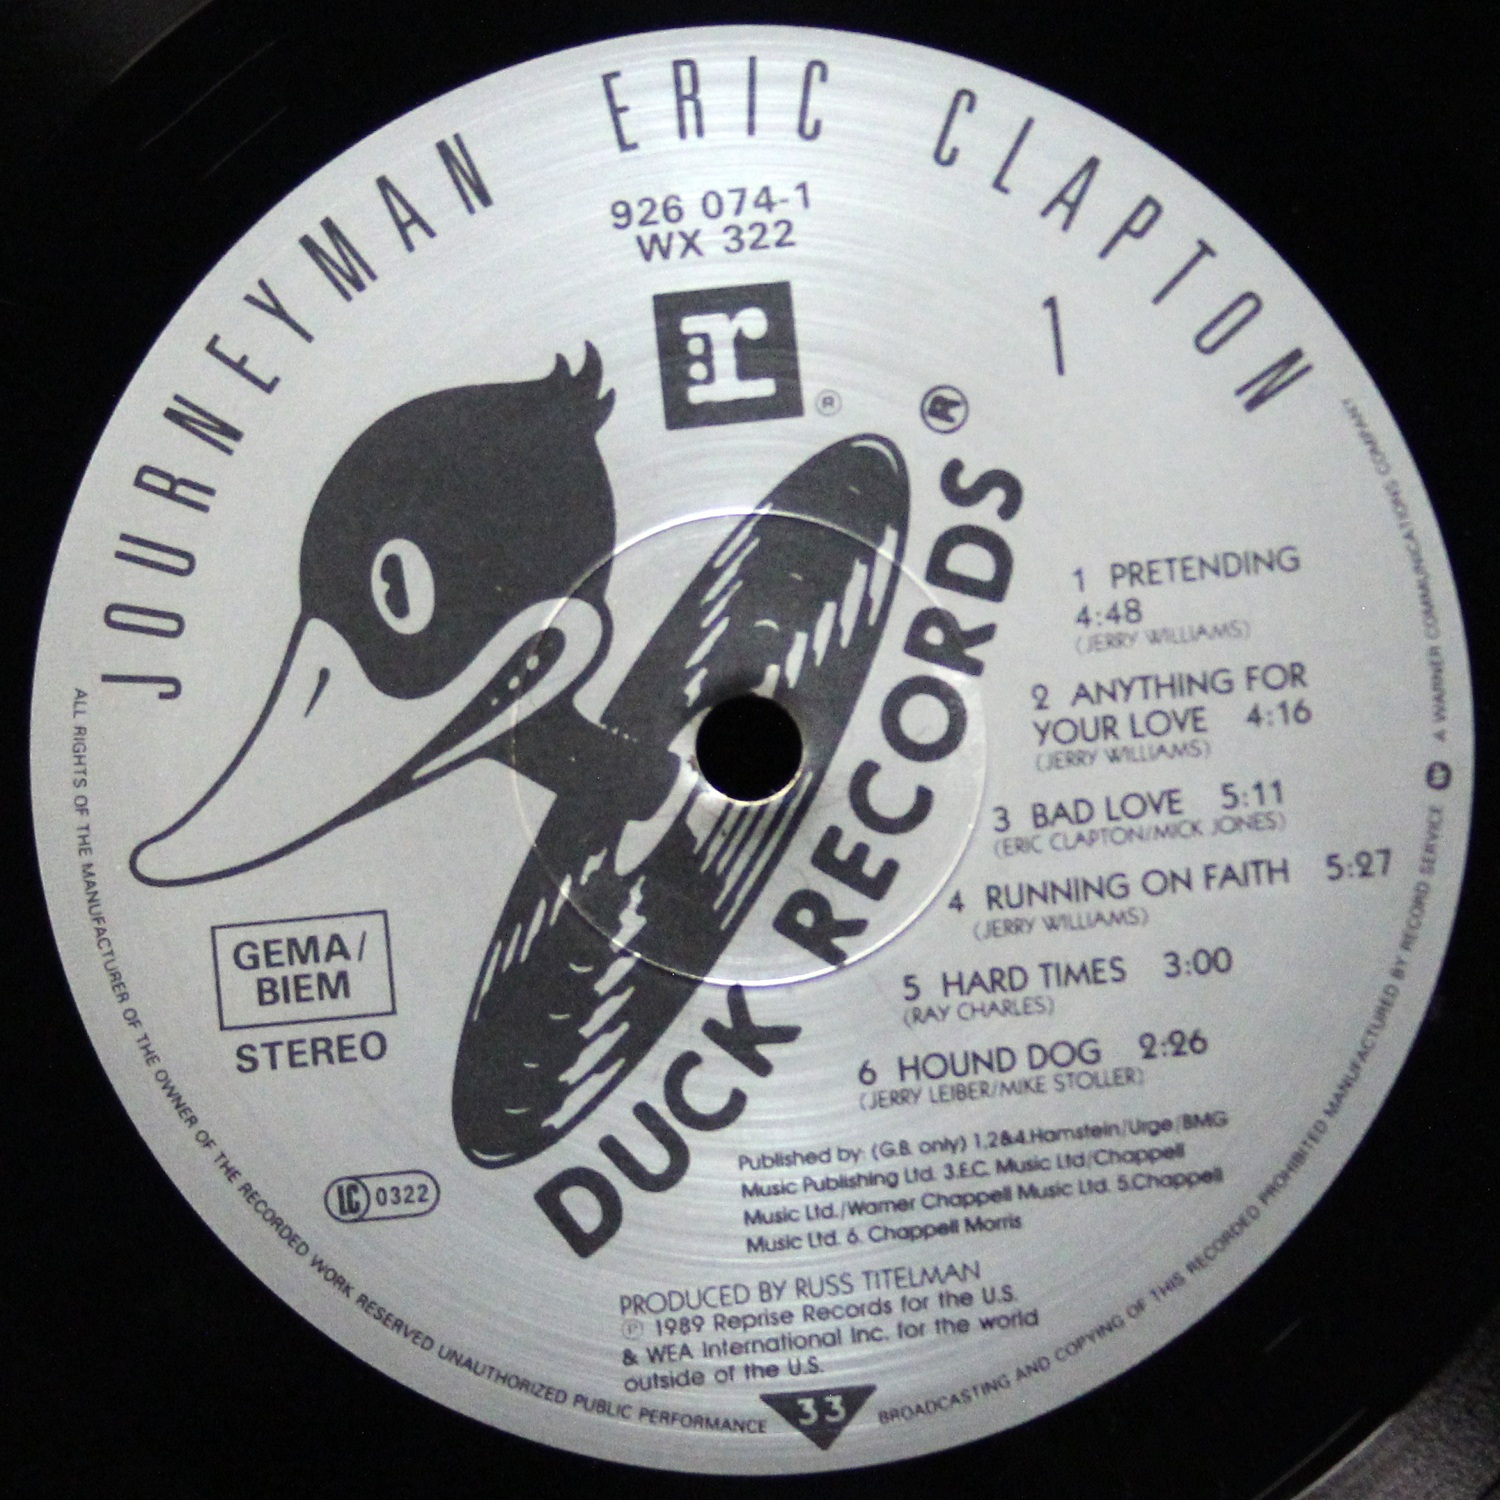 JOURNEYMAN ERIC CLAPTON
926 074-1
WX 322
r
®
1
DUCK RECORDS®
1 PRETENDING
4:48
(JERRY WILLIAMS)
2 ANYTHING FOR
YOUR LOVE 4:16
(JERRY WILLIAMS)
3 BAD LOVE 5:11
(ERIC CLAPTON/MICK JONES)
4 RUNNING ON FAITH 5:27
(JERRY WILLIAMS)
5 HARD TIMES 3:00
(RAY CHARLES)
6 HOUND DOG 2:26
(JERRY LEIBER/MIKE STOLLER)
GEMA/
BIEM
STEREO
LC 0322
Published by: (G.B. only) 1,2&4.Hamstein/Urge/BMG
Music Publishing Ltd. 3.E.C. Music Ltd/Chappell
Music Ltd./Warner Chappell Music Ltd. 5.Chappell
Music Ltd. 6. Chappell Morris
PRODUCED BY RUSS TITELMAN
℗ 1989 Reprise Records for the U.S.
& WEA International Inc. for the world
outside of the U.S.
33
ALL RIGHTS OF THE MANUFACTURER OF THE OWNER OF THE RECORDED WORK RESERVED UNAUTHORIZED PUBLIC PERFORMANCE
BROADCASTING AND COPYING OF THIS RECORDED PROHIBITED MANUFACTURED BY RECORD SERVICE A WARNER COMMUNICATIONS COMPANY